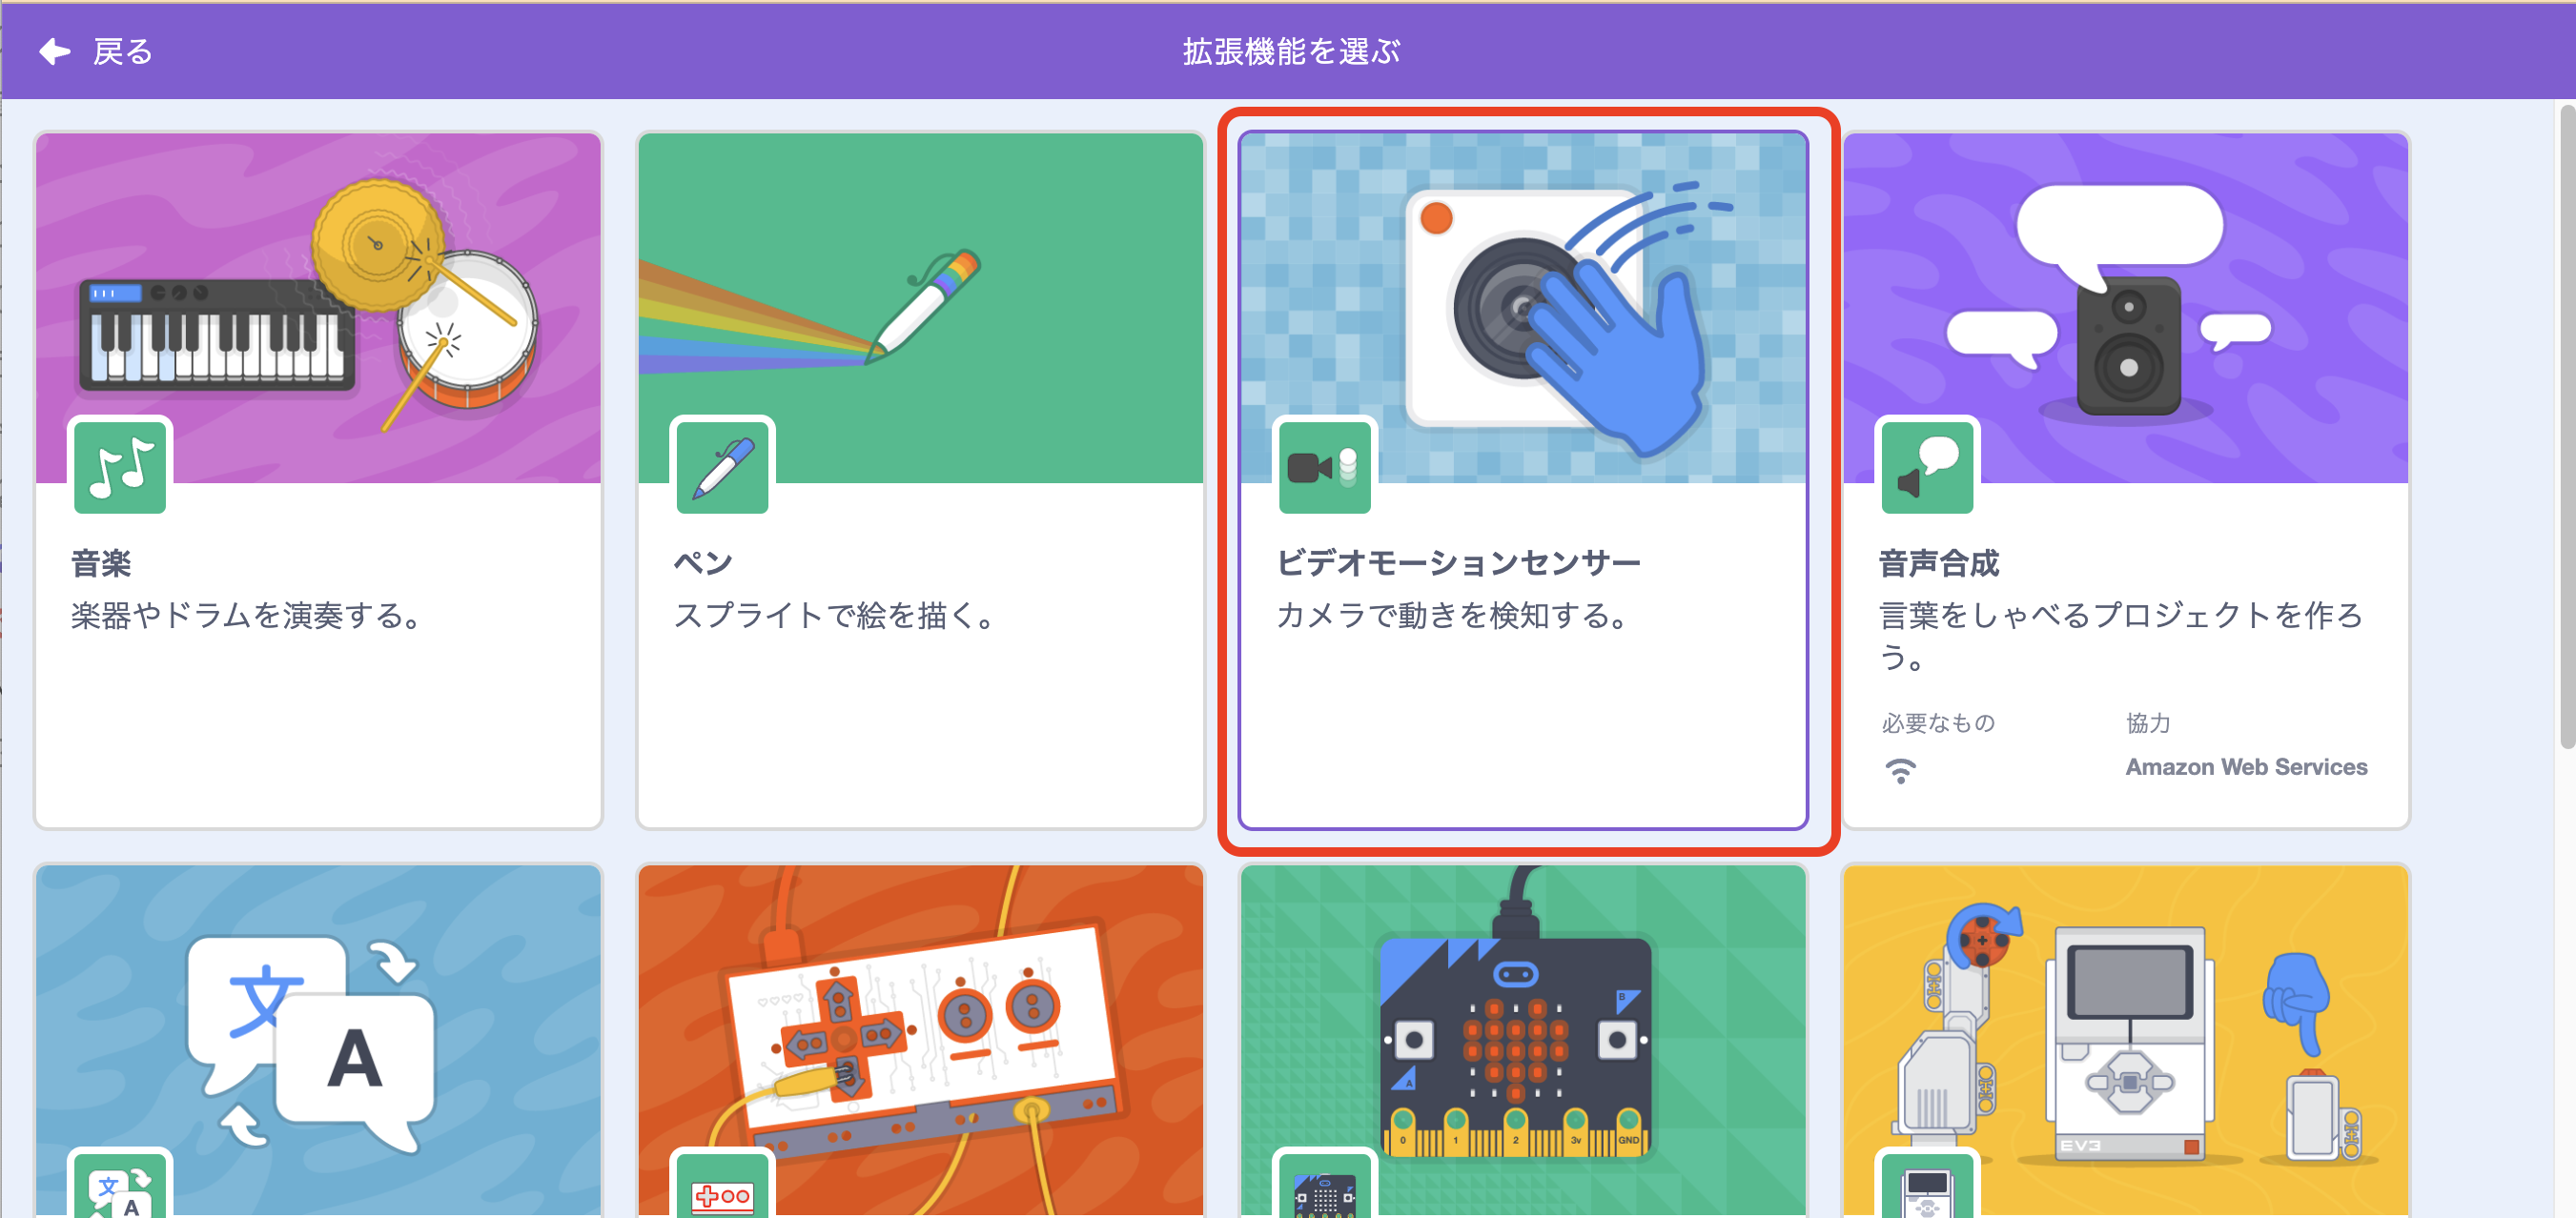 戻る
拡張機能を選ぶ
音楽
楽器やドラムを演奏する。
ペン
スプライトで絵を描く。
ビデオモーションセンサー
カメラで動きを検知する。
音声合成
言葉をしゃべるプロジェクトを作ろ
う。
必要なもの
協力
Amazon Web Services
文
A
文
A
B
A
0 1 2 3v GND
EV3